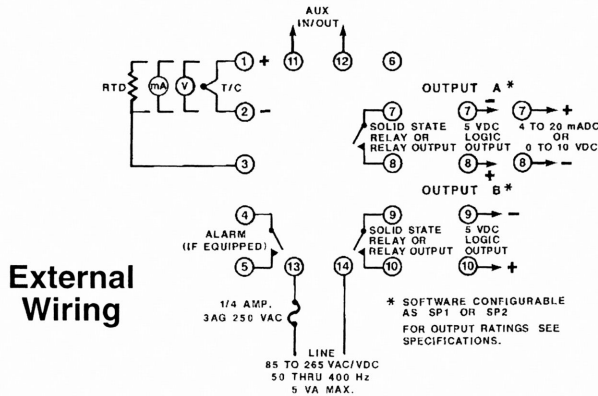 AUX
IN/OUT
1 + 11 12 6
RTD mA V T/C
2 -
3
OUTPUT A*
7 7 - 7 +
SOLID STATE RELAY OR RELAY OUTPUT
5 VDC LOGIC OUTPUT
4 TO 20 mADC OR 0 TO 10 VDC
8 8 + 8 -
OUTPUT B*
4
ALARM
(IF EQUIPPED)
5
9 9 -
SOLID STATE RELAY OR RELAY OUTPUT
5 VDC LOGIC OUTPUT
10 10 +
13 14
External
Wiring
1/4 AMP.
3AG 250 VAC
* SOFTWARE CONFIGURABLE
AS SP1 OR SP2
FOR OUTPUT RATINGS SEE
SPECIFICATIONS.
LINE
85 TO 265 VAC/VDC
50 THRU 400 Hz
5 VA MAX.